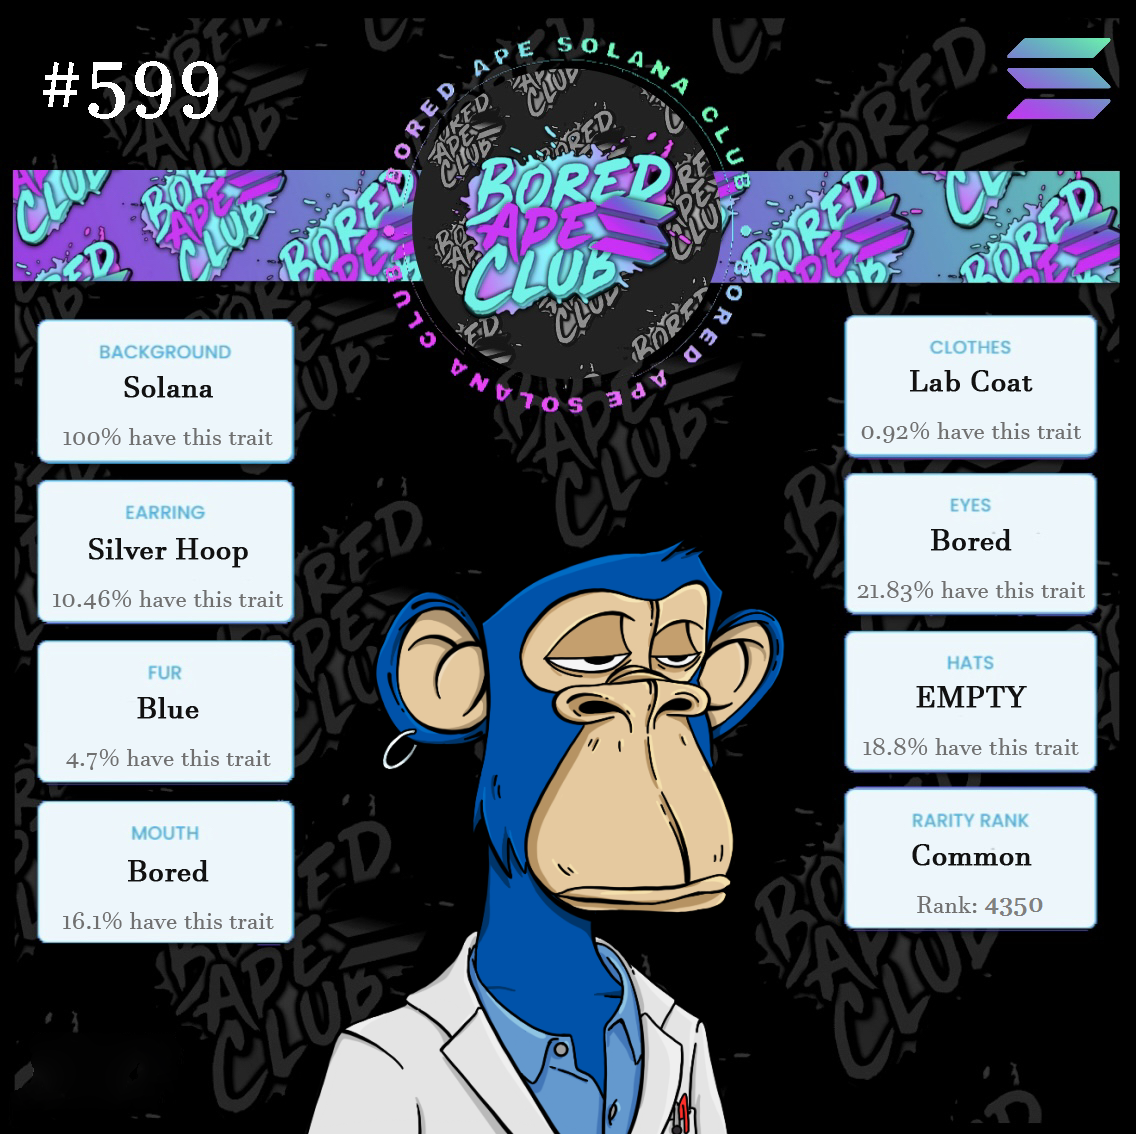 #599
BORED APE SOLANA CLUB
BORED APE SOLANA CLUB
BORED
APE
CLUB
BACKGROUND
Solana
100% have this trait
EARRING
Silver Hoop
10.46% have this trait
FUR
Blue
4.7% have this trait
MOUTH
Bored
16.1% have this trait
CLOTHES
Lab Coat
0.92% have this trait
EYES
Bored
21.83% have this trait
HATS
EMPTY
18.8% have this trait
RARITY RANK
Common
Rank: 4350